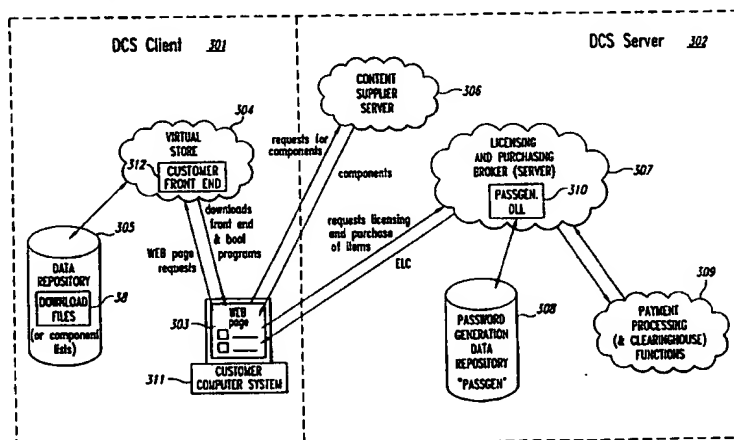 DCS Client 301
DCS Server 302
304
VIRTUAL
STORE
312
CUSTOMER
FRONT END
CONTENT
SUPPLIER
SERVER
306
requests for
components
components
LICENSING
AND PURCHASING
BROKER (SERVER)
307
PASSGEN.
DLL
310
305
DATA
REPOSITORY
DOWNLOAD
FILES
38
(or component
lists)
WEB page
requests
downloads
front end
& boot
programs
requests licensing
and purchase
of items
ELC
303
WEB
page
311
CUSTOMER
COMPUTER SYSTEM
308
PASSWORD
GENERATION
DATA
REPOSITORY
"PASSGEN"
309
PAYMENT
PROCESSING
(& CLEARINGHOUSE)
FUNCTIONS